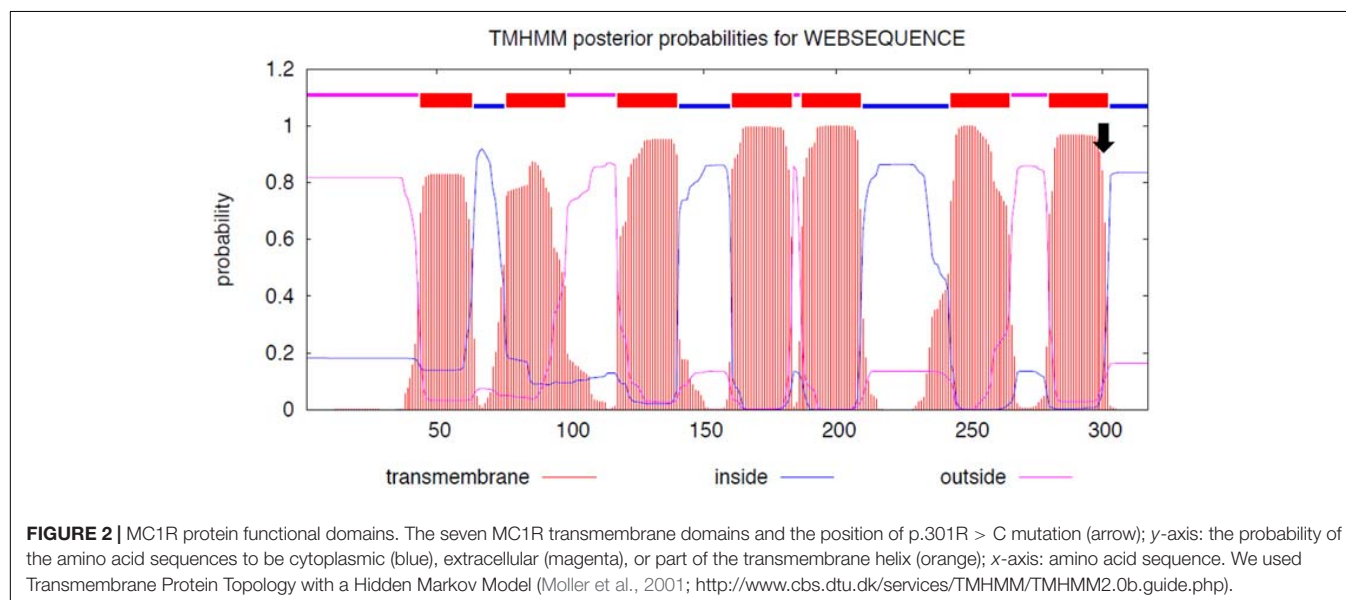 TMHMM posterior probabilities for WEBSEQUENCE
1.2
1
0.8
0.6
0.4
0.2
0
probability
50 100 150 200 250 300
transmembrane inside outside
FIGURE 2 | MC1R protein functional domains. The seven MC1R transmembrane domains and the position of p.301R > C mutation (arrow); y-axis: the probability of
the amino acid sequences to be cytoplasmic (blue), extracellular (magenta), or part of the transmembrane helix (orange); x-axis: amino acid sequence. We used
Transmembrane Protein Topology with a Hidden Markov Model (Moller et al., 2001; http://www.cbs.dtu.dk/services/TMHMM/TMHMM2.0b.guide.php).